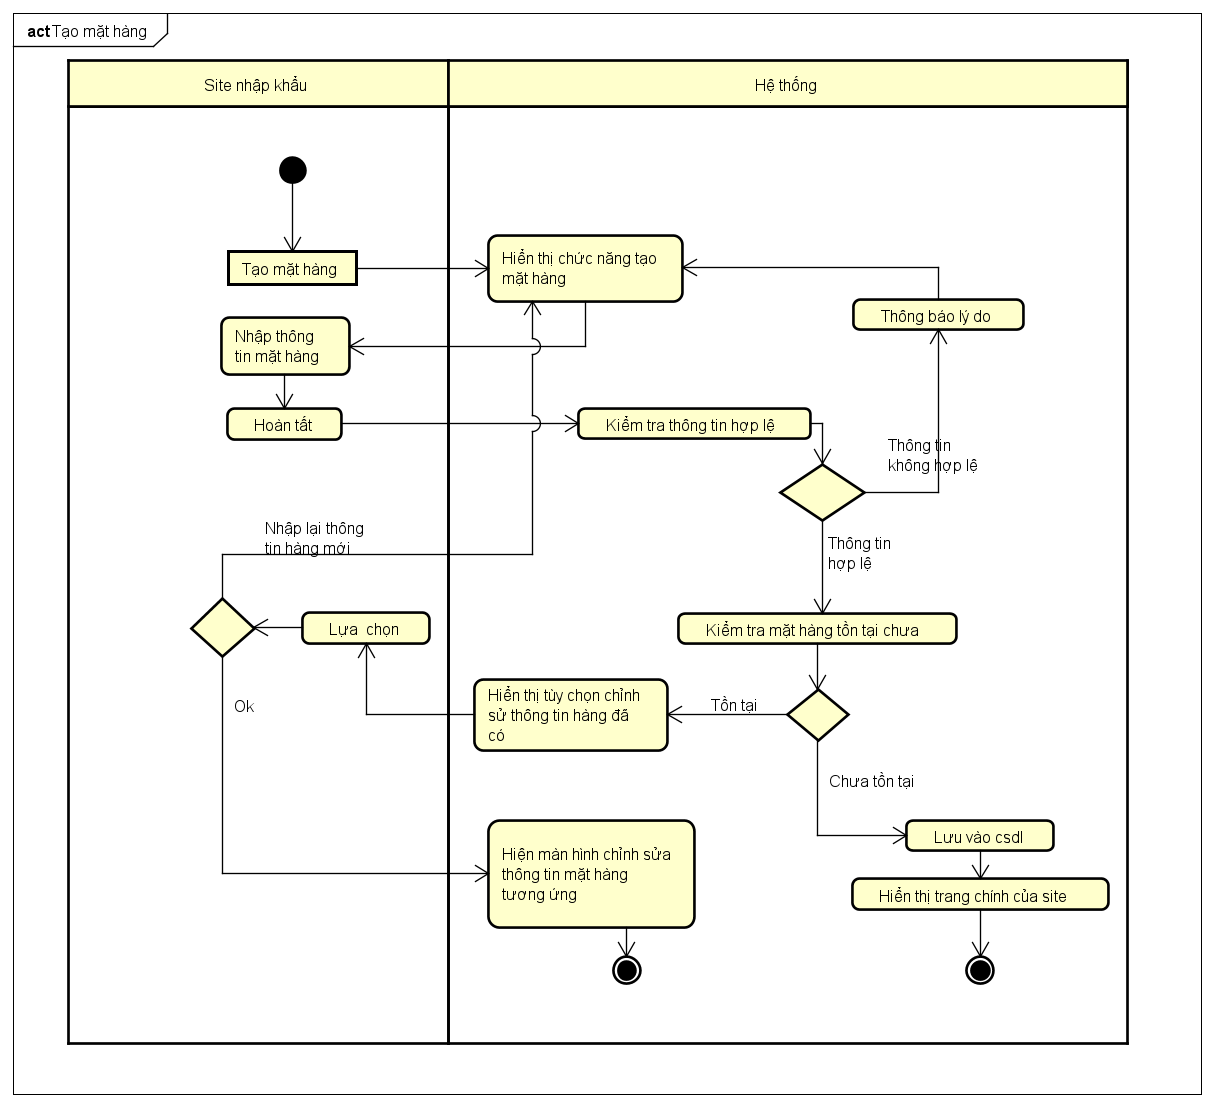 act Tạo mặt hàng
Site nhập khẩu
Hệ thống
Tạo mặt hàng
Hiển thị chức năng tạo
mặt hàng
Thông báo lý do
Nhập thông
tin mặt hàng
Hoàn tất
Kiểm tra thông tin hợp lệ
Thông tin
không hợp lệ
Nhập lại thông
tin hàng mới
Thông tin
hợp lệ
Lựa  chọn
Kiểm tra mặt hàng tồn tại chưa
Ok
Hiển thị tùy chọn chỉnh
sử thông tin hàng đã
có
Tồn tại
Chưa tồn tại
Lưu vào csdl
Hiện màn hình chỉnh sửa
thông tin mặt hàng
tương ứng
Hiển thị trang chính của site